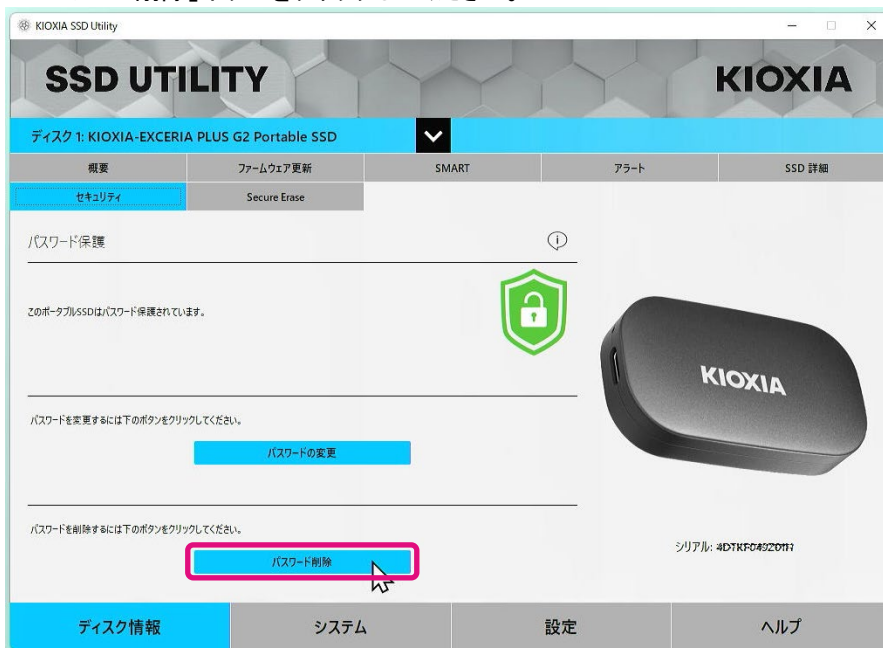 KIOXIA SSD Utility
SSD UTILITY
KIOXIA
ディスク 1: KIOXIA-EXCERIA PLUS G2 Portable SSD
概要
ファームウェア更新
SMART
アラート
SSD 詳細
セキュリティ
Secure Erase
パスワード保護
このポータブルSSDはパスワード保護されています。
KIOXIA
パスワードを変更するには下のボタンをクリックしてください。
パスワードの変更
パスワードを削除するには下のボタンをクリックしてください。
パスワード削除
シリアル:
ディスク情報
システム
設定
ヘルプ